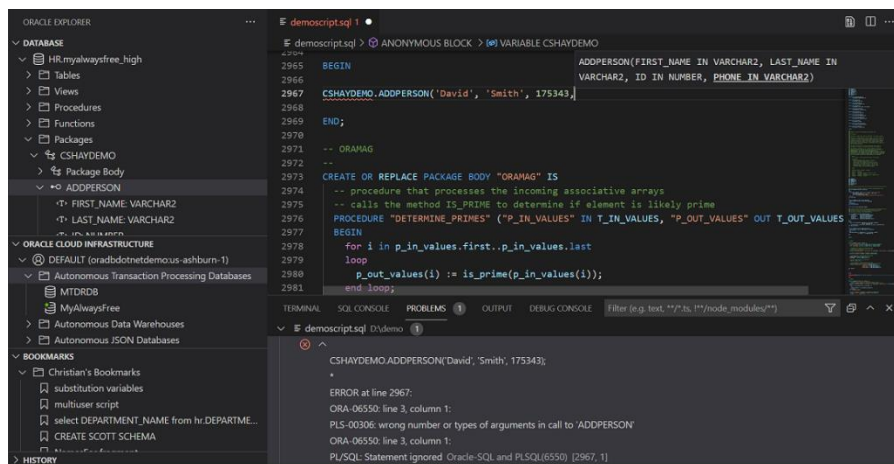 ORACLE EXPLORER
DATABASE
HR.myalwaysfree_high
Tables
Views
Procedures
Functions
Packages
CSHAYDEMO
Package Body
ADDPERSON
FIRST_NAME: VARCHAR2
LAST_NAME: VARCHAR2
ID: NUMBER
ORACLE CLOUD INFRASTRUCTURE
DEFAULT (oradbdotnetdemo:us-ashburn-1)
Autonomous Transaction Processing Databases
MTDRDB
MyAlwaysFree
Autonomous Data Warehouses
Autonomous JSON Databases
BOOKMARKS
Christian's Bookmarks
substitution variables
multiuser script
select DEPARTMENT_NAME from hr.DEPARTME...
CREATE SCOTT SCHEMA
HISTORY
demoscript.sql 1
demoscript.sql > ANONYMOUS BLOCK > VARIABLE CSHAYDEMO
ADDPERSON(FIRST_NAME IN VARCHAR2, LAST_NAME IN
VARCHAR2, ID IN NUMBER, PHONE IN VARCHAR2)
2964
2965 BEGIN
2966
2967 CSHAYDEMO.ADDPERSON('David', 'Smith', 175343,
2968
2969 END;
2970
2971 -- ORAMAG
2972 --
2973 CREATE OR REPLACE PACKAGE BODY "ORAMAG" IS
2974 -- procedure that processes the incoming associative arrays
2975 -- calls the method IS_PRIME to determine if element is likely prime
2976 PROCEDURE "DETERMINE_PRIMES" ("P_IN_VALUES" IN T_IN_VALUES, "P_OUT_VALUES" OUT T_OUT_VALUES
2977 BEGIN
2978 for i in p_in_values.first..p_in_values.last
2979 loop
2980 p_out_values(i) := is_prime(p_in_values(i));
2981 end loop;
TERMINAL SQL CONSOLE PROBLEMS 1 OUTPUT DEBUG CONSOLE Filter (e.g. text, **/*.ts, !**/node_modules/**)
demoscript.sql D:\demo 1
CSHAYDEMO.ADDPERSON('David', 'Smith', 175343);
*
ERROR at line 2967:
ORA-06550: line 3, column 1:
PLS-00306: wrong number or types of arguments in call to 'ADDPERSON'
ORA-06550: line 3, column 1:
PL/SQL: Statement ignored Oracle-SQL and PLSQL(6550) [2967, 1]